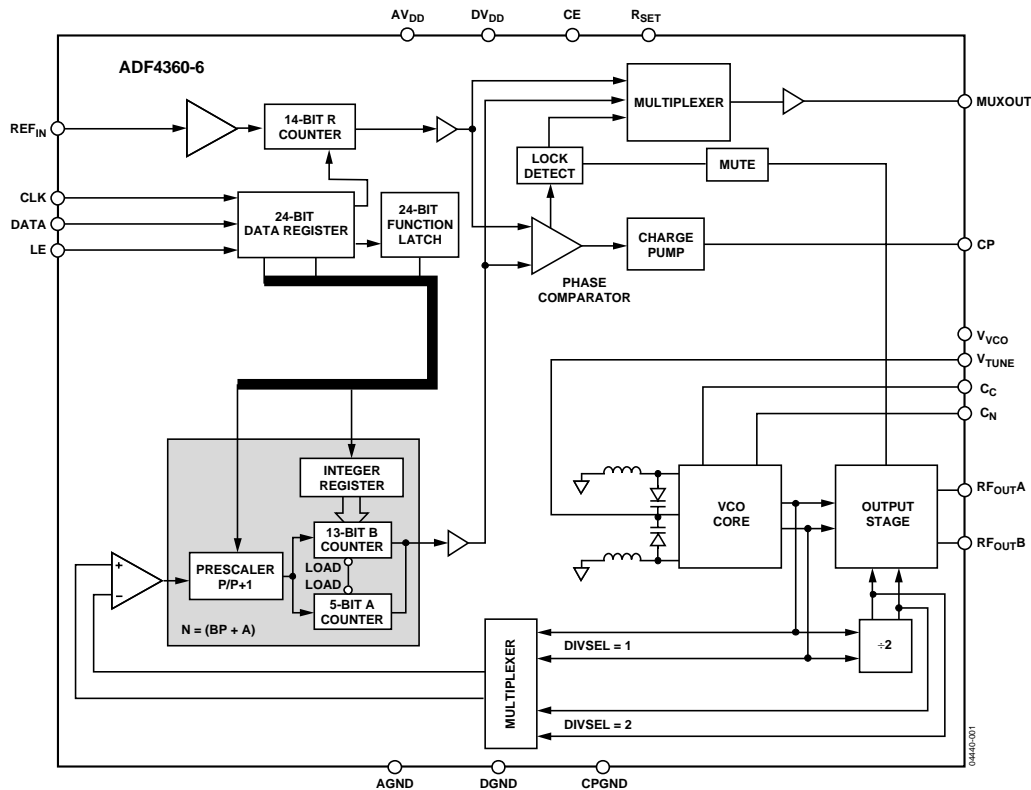 AVDD
DVDD
CE
RSET
ADF4360-6
MULTIPLEXER
MUXOUT
REFIN
14-BIT R
COUNTER
LOCK
DETECT
MUTE
CLK
DATA
LE
24-BIT
DATA REGISTER
24-BIT
FUNCTION
LATCH
CHARGE
PUMP
CP
PHASE
COMPARATOR
VVCO
VTUNE
CC
CN
INTEGER
REGISTER
13-BIT B
COUNTER
LOAD
LOAD
PRESCALER
P/P+1
5-BIT A
COUNTER
N = (BP + A)
+
–
VCO
CORE
OUTPUT
STAGE
RFOUTA
RFOUTB
MULTIPLEXER
DIVSEL = 1
÷2
DIVSEL = 2
04440-001
AGND
DGND
CPGND